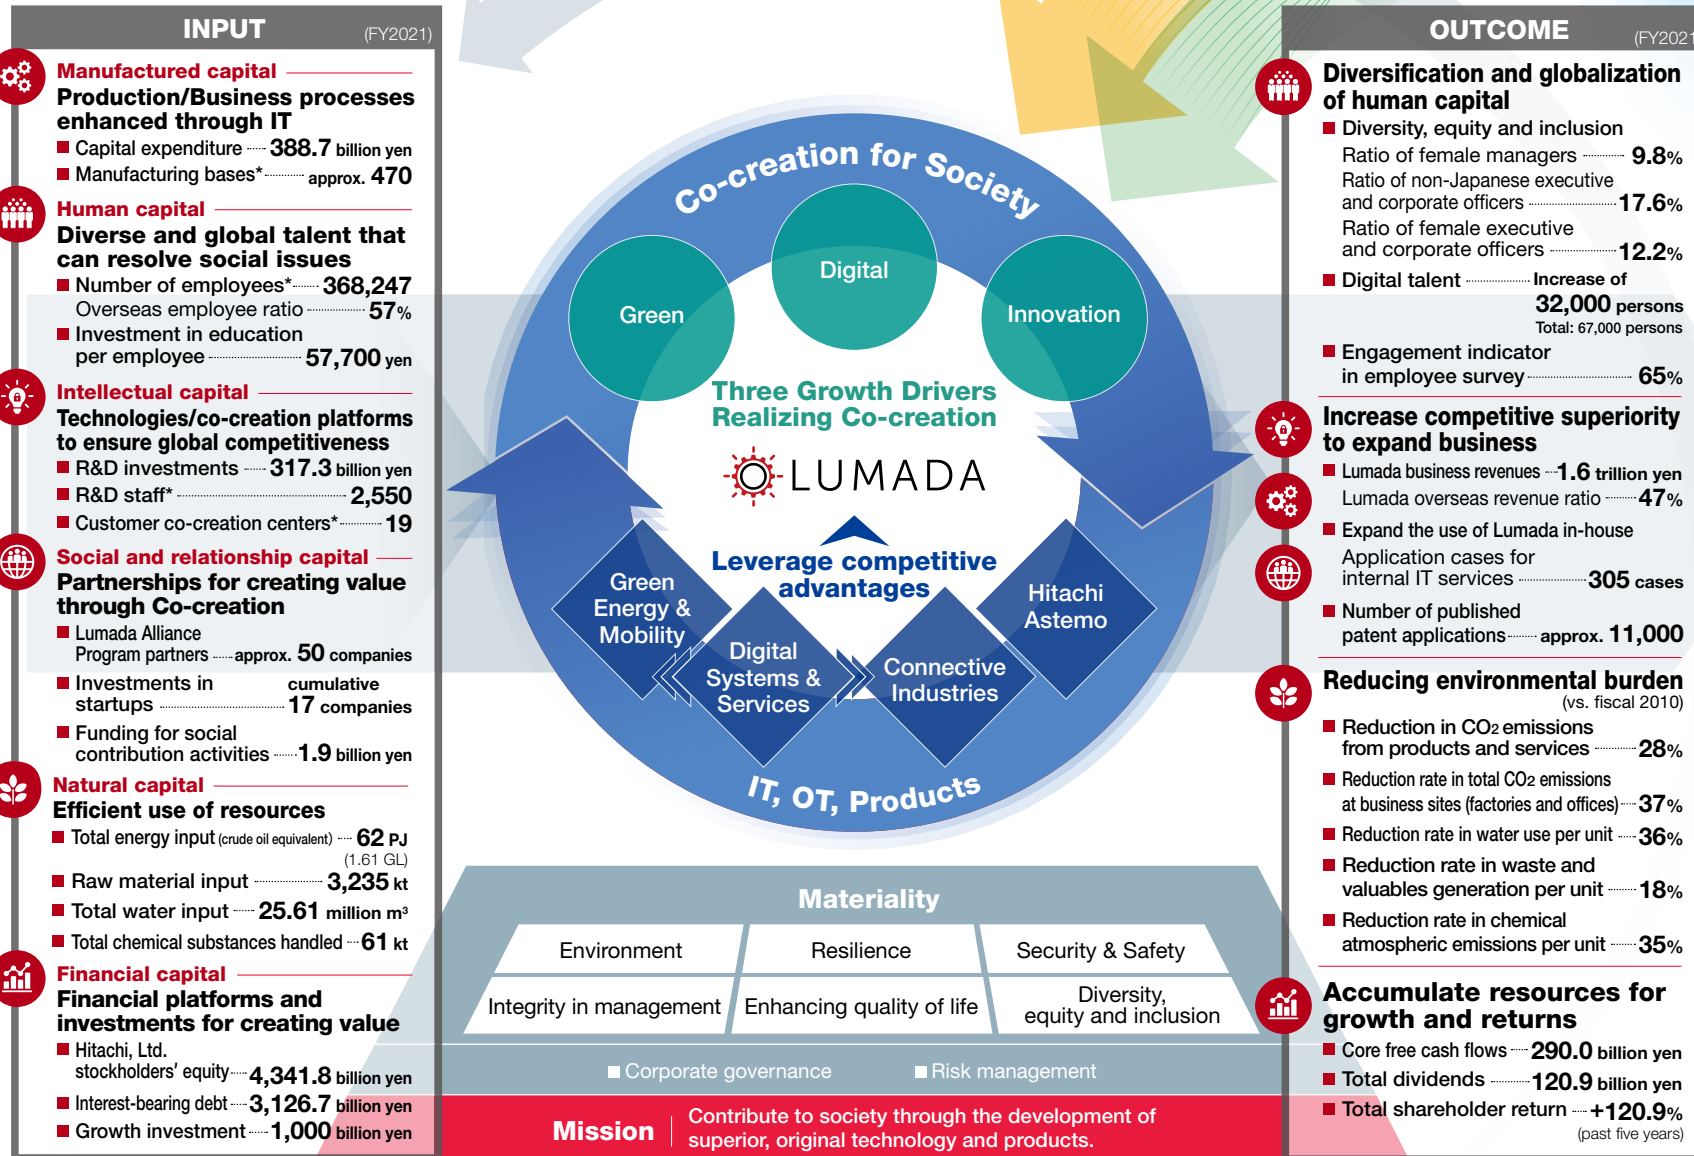 INPUT
(FY2021)
Manufactured capital
Production/Business processes
enhanced through IT
Capital expenditure 388.7 billion yen
Manufacturing bases* approx. 470
Human capital
Diverse and global talent that
can resolve social issues
Number of employees* 368,247
Overseas employee ratio 57%
Investment in education
per employee 57,700 yen
Intellectual capital
Technologies/co-creation platforms
to ensure global competitiveness
R&D investments 317.3 billion yen
R&D staff* 2,550
Customer co-creation centers* 19
Social and relationship capital
Partnerships for creating value
through Co-creation
Lumada Alliance
Program partners approx. 50 companies
Investments in cumulative
startups 17 companies
Funding for social
contribution activities 1.9 billion yen
Natural capital
Efficient use of resources
Total energy input (crude oil equivalent) 62 PJ
(1.61 GL)
Raw material input 3,235 kt
Total water input 25.61 million m³
Total chemical substances handled 61 kt
Financial capital
Financial platforms and
investments for creating value
Hitachi, Ltd.
stockholders' equity 4,341.8 billion yen
Interest-bearing debt 3,126.7 billion yen
Growth investment 1,000 billion yen
Co-creation for Society
Green
Digital
Innovation
Three Growth Drivers
Realizing Co-creation
LUMADA
Leverage competitive
advantages
Green
Energy &
Mobility
Digital
Systems &
Services
Connective
Industries
Hitachi
Astemo
IT, OT, Products
Materiality
Environment
Resilience
Security & Safety
Integrity in management
Enhancing quality of life
Diversity,
equity and inclusion
Corporate governance
Risk management
Mission
Contribute to society through the development of
superior, original technology and products.
OUTCOME
(FY2021
Diversification and globalization
of human capital
Diversity, equity and inclusion
Ratio of female managers 9.8%
Ratio of non-Japanese executive
and corporate officers 17.6%
Ratio of female executive
and corporate officers 12.2%
Digital talent Increase of
32,000 persons
Total: 67,000 persons
Engagement indicator
in employee survey 65%
Increase competitive superiority
to expand business
Lumada business revenues 1.6 trillion yen
Lumada overseas revenue ratio 47%
Expand the use of Lumada in-house
Application cases for
internal IT services 305 cases
Number of published
patent applications approx. 11,000
Reducing environmental burden
(vs. fiscal 2010)
Reduction in CO2 emissions
from products and services 28%
Reduction rate in total CO2 emissions
at business sites (factories and offices) 37%
Reduction rate in water use per unit 36%
Reduction rate in waste and
valuables generation per unit 18%
Reduction rate in chemical
atmospheric emissions per unit 35%
Accumulate resources for
growth and returns
Core free cash flows 290.0 billion yen
Total dividends 120.9 billion yen
Total shareholder return +120.9%
(past five years)